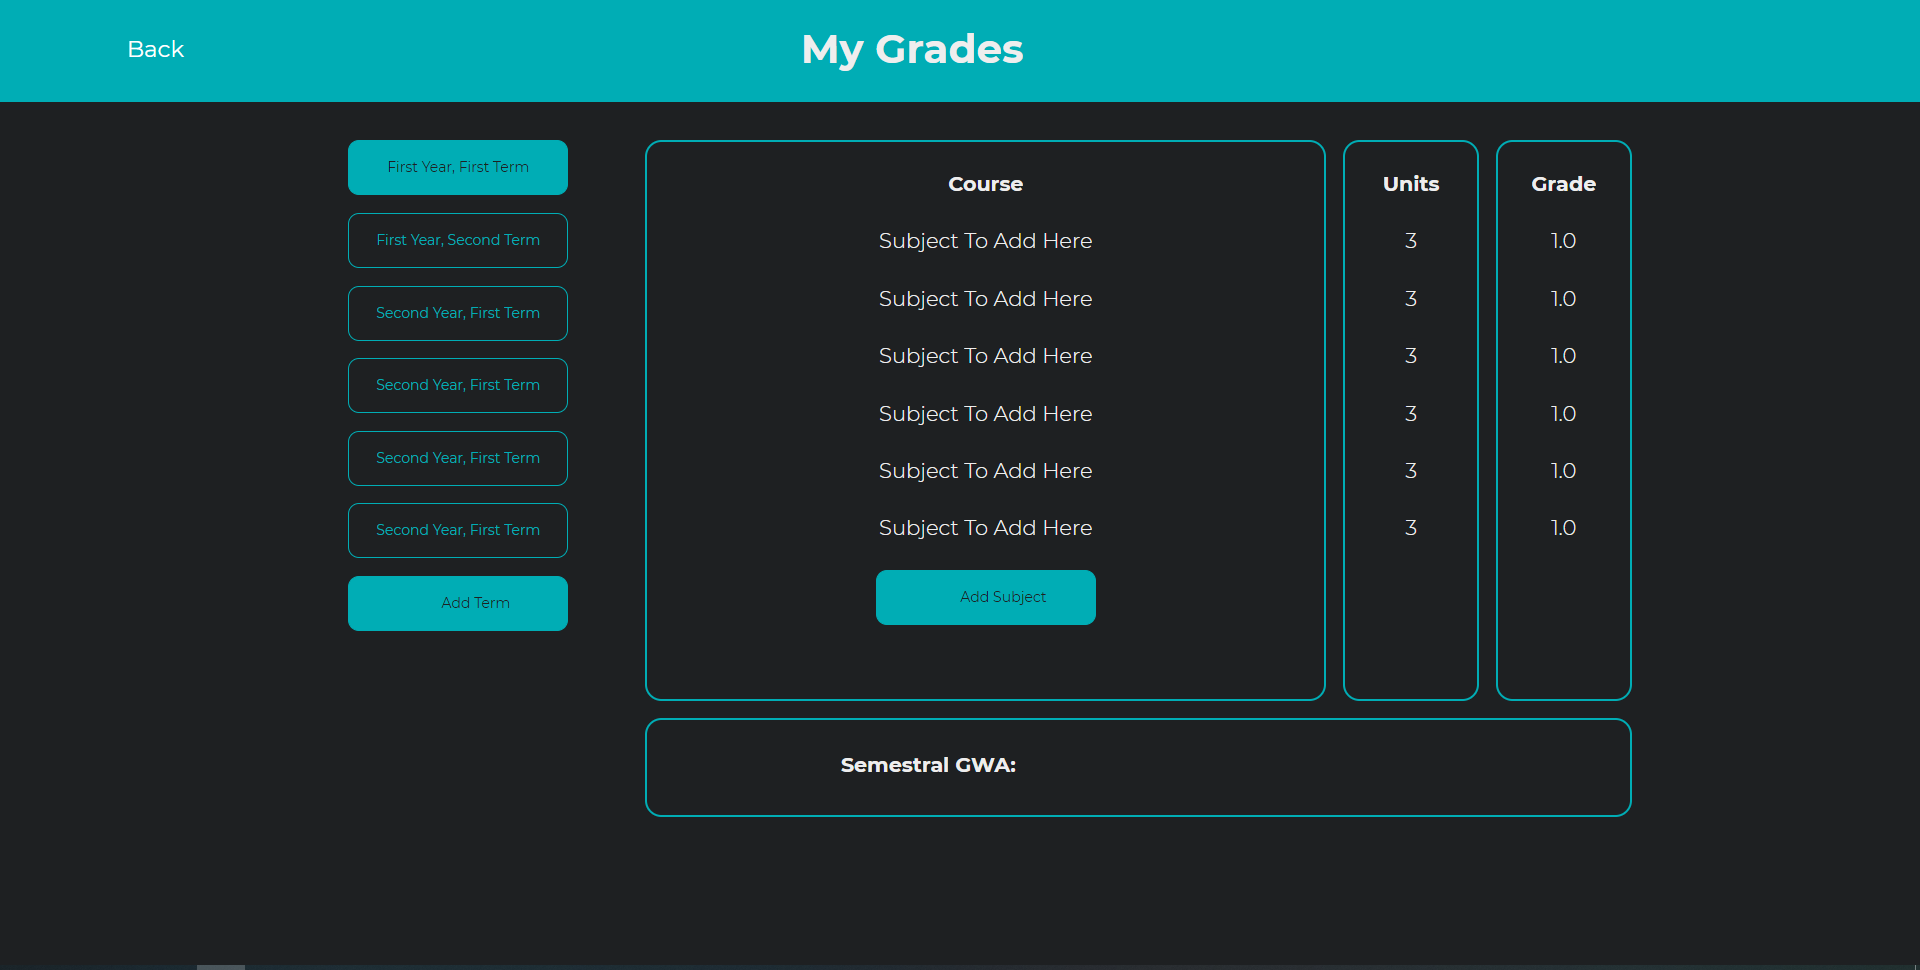 Back
My Grades
First Year, First Term
First Year, Second Term
Second Year, First Term
Second Year, First Term
Second Year, First Term
Second Year, First Term
Add Term
Course Units Grade
Subject To Add Here 3 1.0
Subject To Add Here 3 1.0
Subject To Add Here 3 1.0
Subject To Add Here 3 1.0
Subject To Add Here 3 1.0
Subject To Add Here 3 1.0
Add Subject
Semestral GWA: